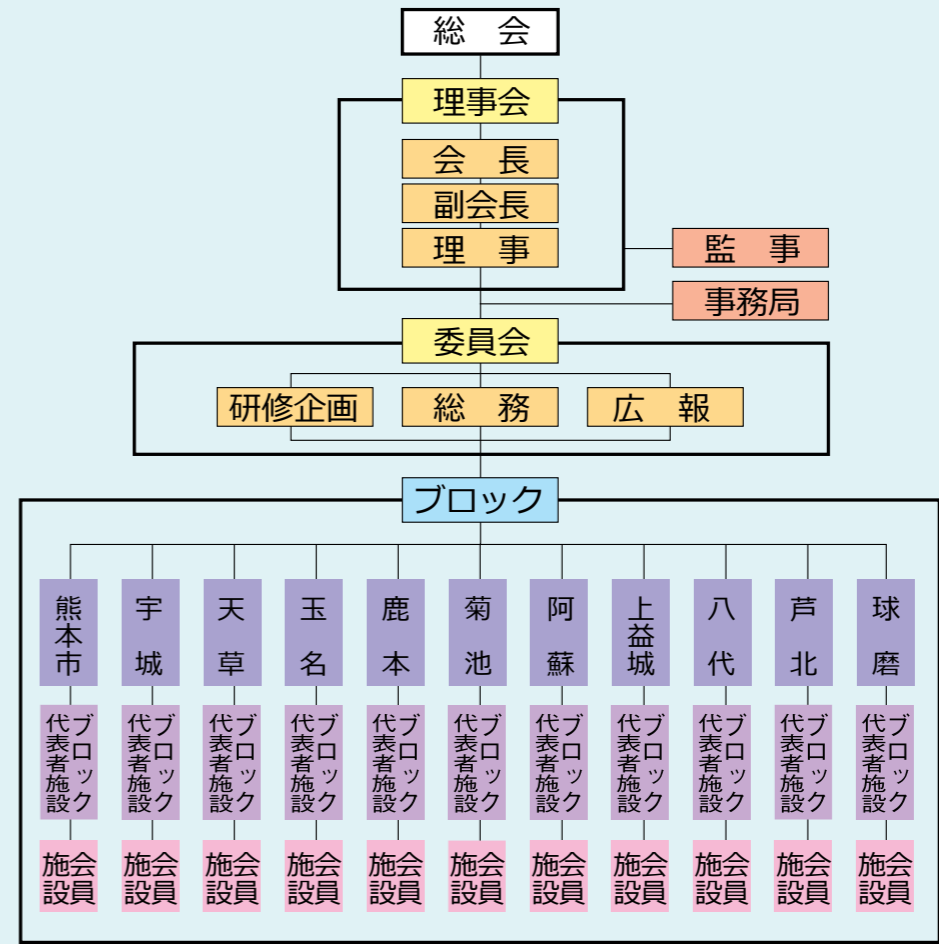 総会
理事会
会長
副会長
理事
監事
事務局
委員会
研修企画
総務
広報
ブロック
熊本市
宇城
天草
玉名
鹿本
菊池
阿蘇
上益城
八代
芦北
球磨
ブロック
代表者施設
ブロック
代表者施設
ブロック
代表者施設
ブロック
代表者施設
ブロック
代表者施設
ブロック
代表者施設
ブロック
代表者施設
ブロック
代表者施設
ブロック
代表者施設
ブロック
代表者施設
ブロック
代表者施設
会員
施設
会員
施設
会員
施設
会員
施設
会員
施設
会員
施設
会員
施設
会員
施設
会員
施設
会員
施設
会員
施設